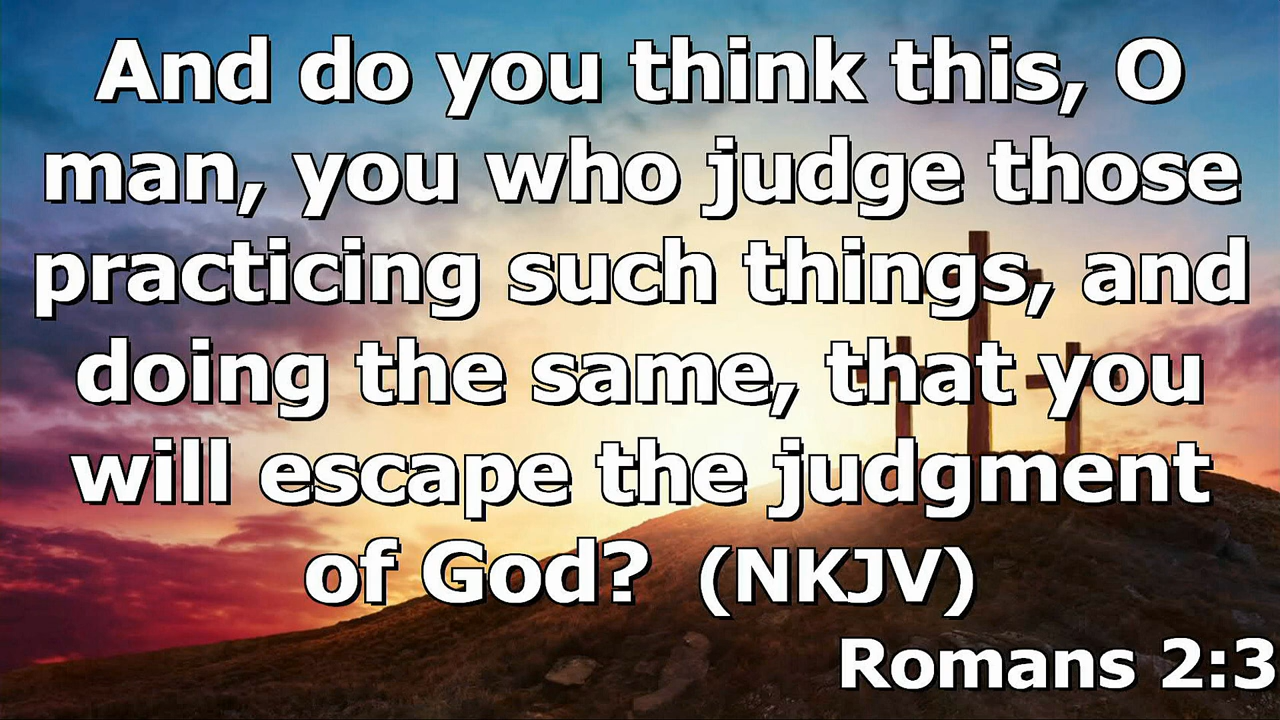 And do you think this, O
man, you who judge those
practicing such things, and
doing the same, that you
will escape the judgment
of God? (NKJV)
Romans 2:3